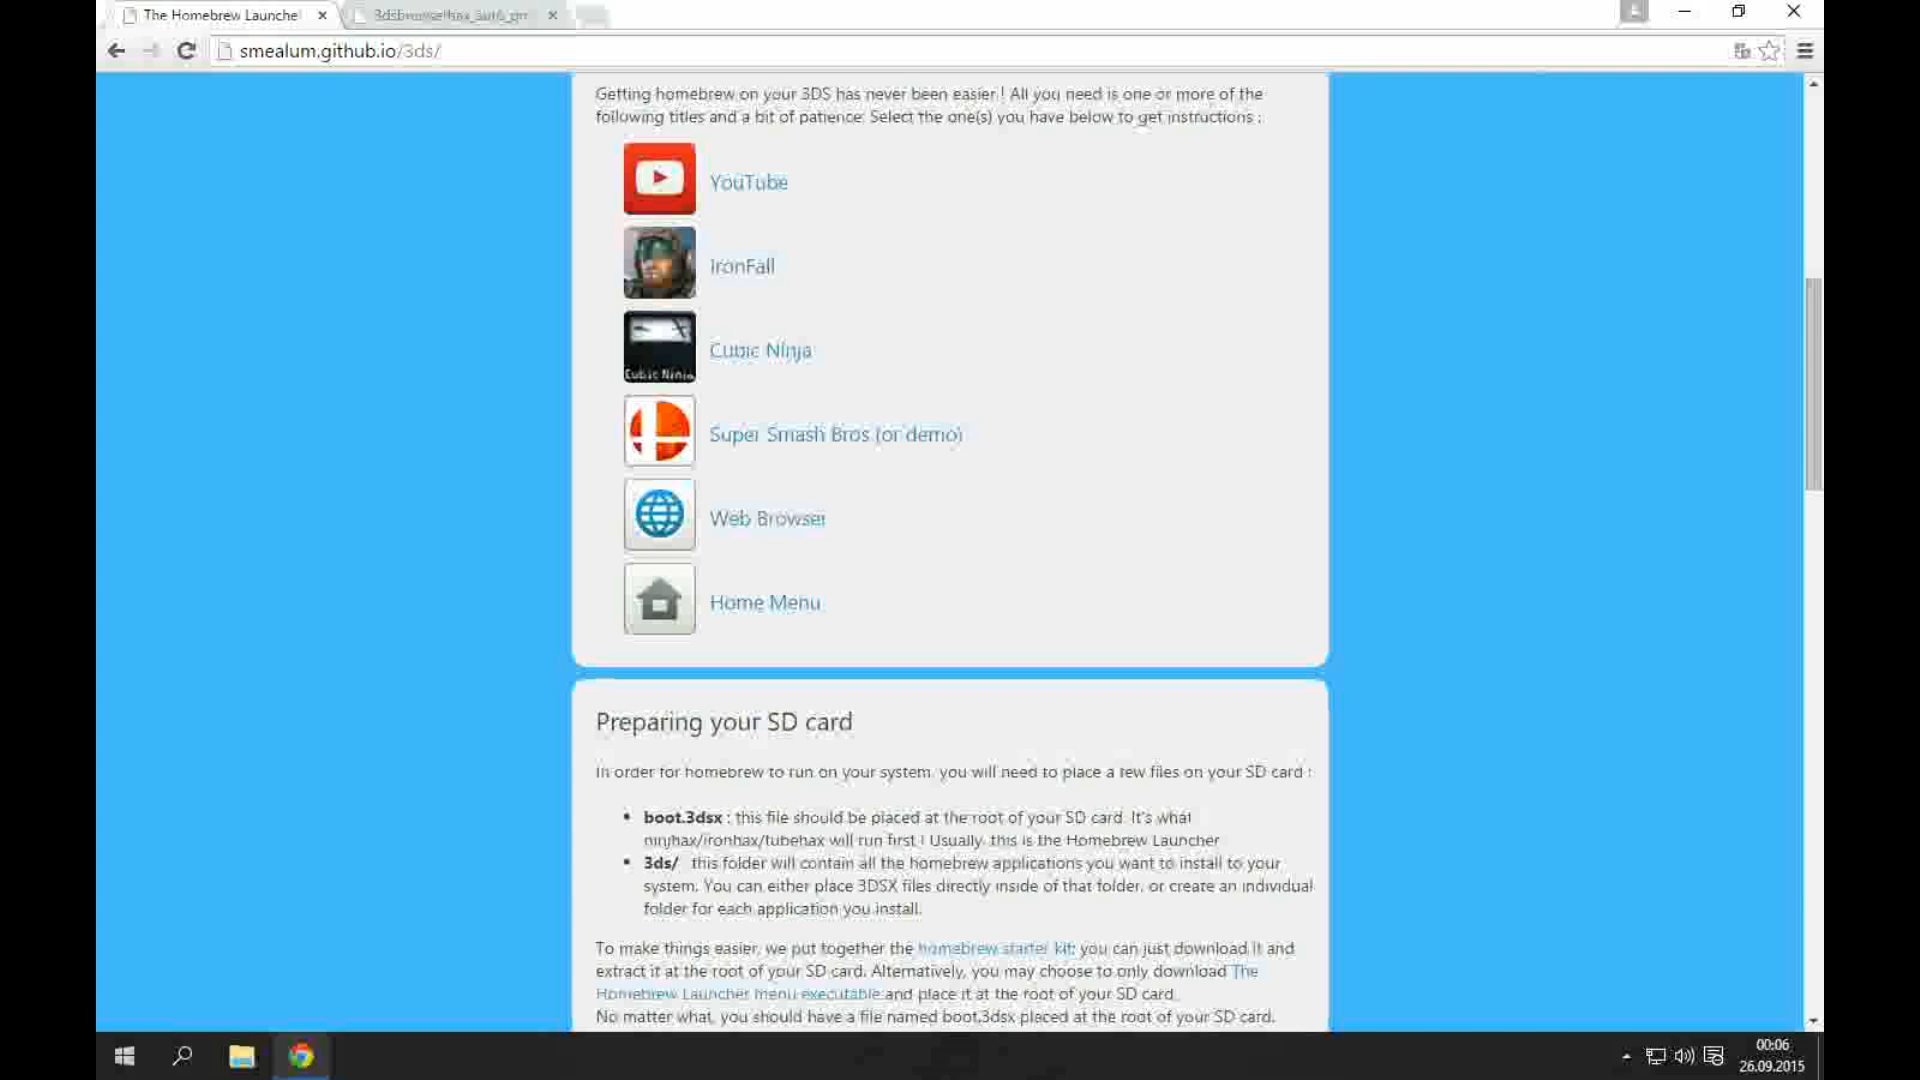 The Homebrew Launche
3dsbrowserhax_auto_pr
smealum.github.io/3ds/
Getting homebrew on your 3DS has never been easier ! All you need is one or more of the
following titles and a bit of patience. Select the one(s) you have below to get instructions :
YouTube
IronFall
Cubic Ninja
Cubic Ninja
Super Smash Bros (or demo)
Web Browser
Home Menu
Preparing your SD card
In order for homebrew to run on your system, you will need to place a few files on your SD card :
• boot.3dsx : this file should be placed at the root of your SD card. It's what
ninjhax/ironhax/tubehax will run first ! Usually, this is the Homebrew Launcher
• 3ds/ this folder will contain all the homebrew applications you want to install to your
system. You can either place 3DSX files directly inside of that folder, or create an individual
folder for each application you install.
To make things easier, we put together the homebrew starter kit: you can just download it and
extract it at the root of your SD card. Alternatively, you may choose to only download The
Homebrew Launcher menu executable and place it at the root of your SD card.
No matter what, you should have a file named boot.3dsx placed at the root of your SD card.
00:06
26.09.2015